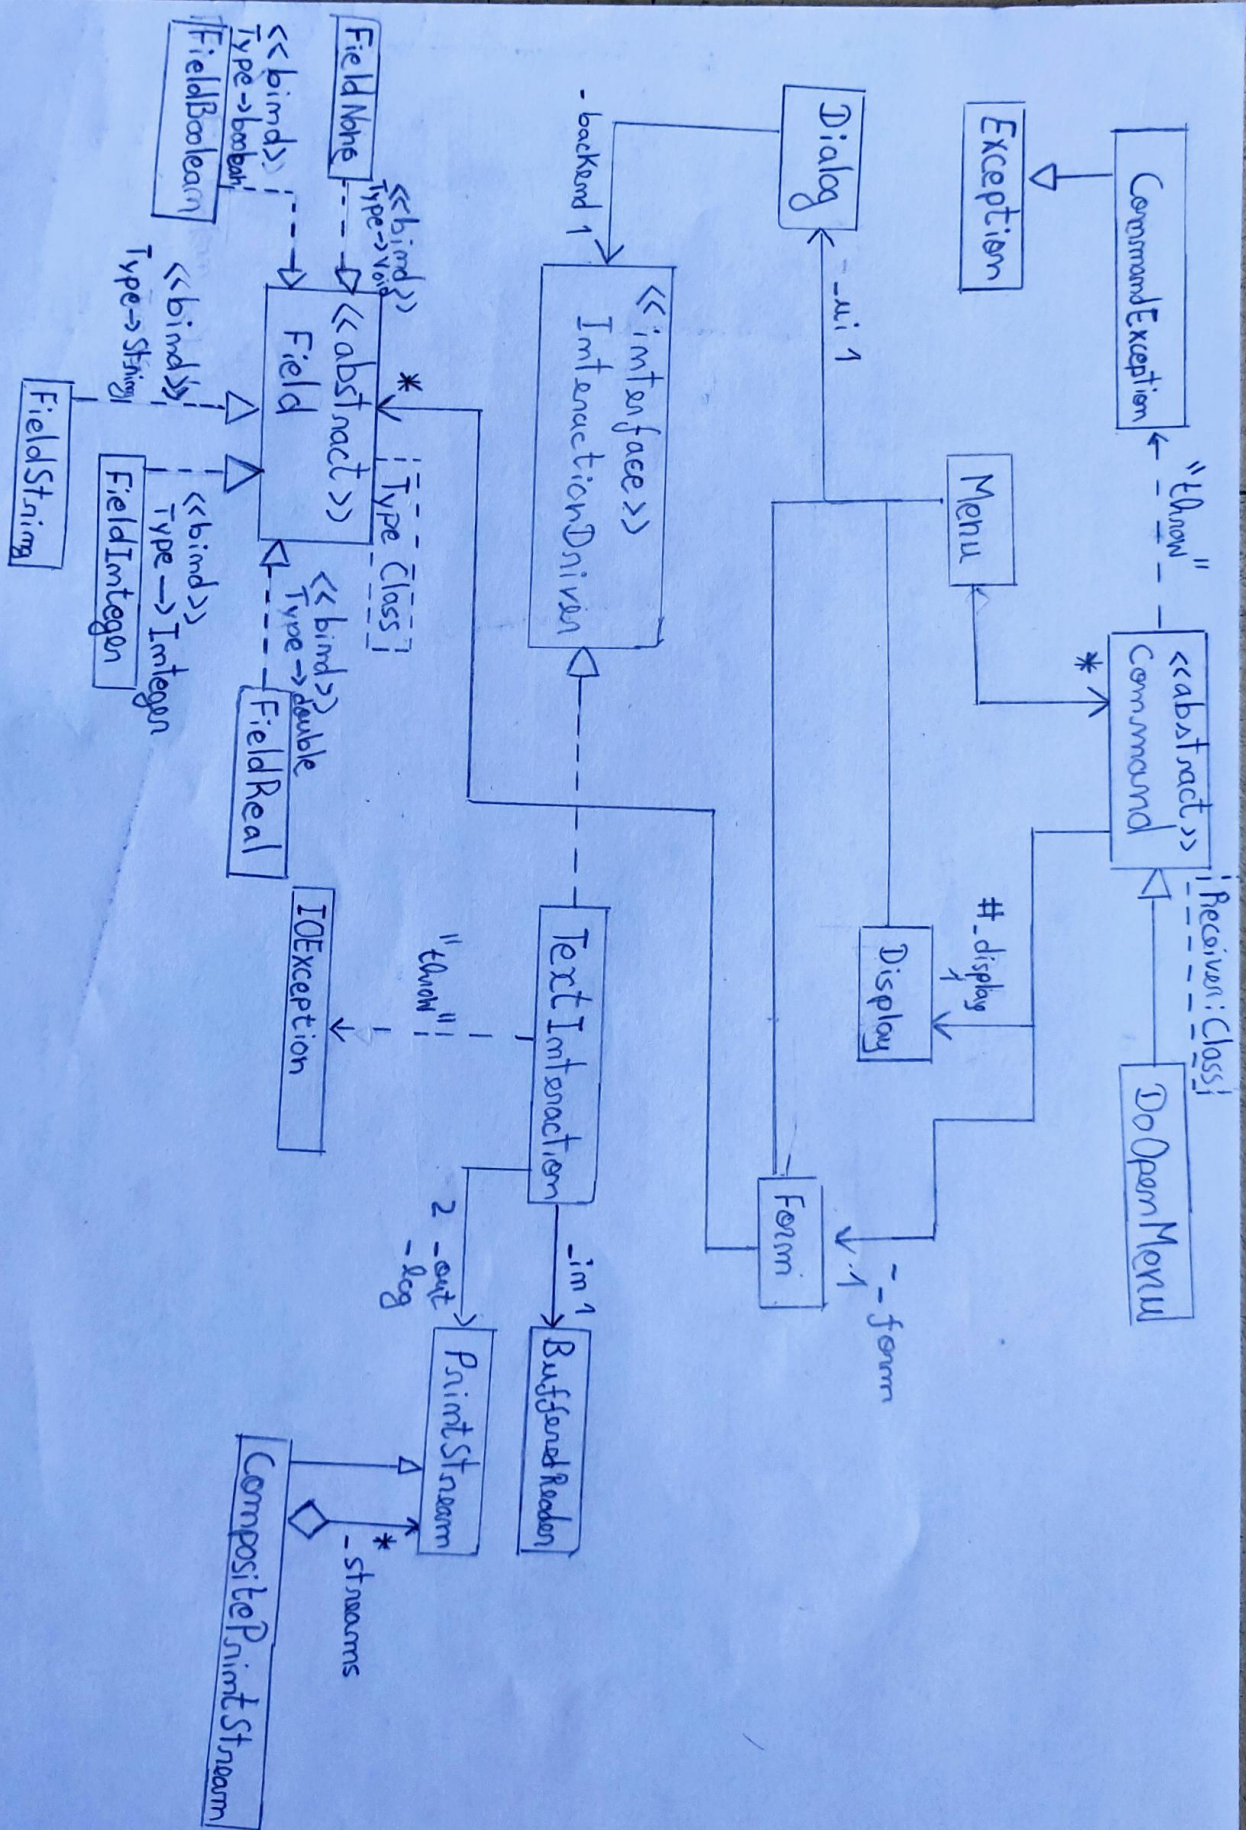 CommandException
"throw"
<<abstract>>
Command
Receiver:Class
DoOpenMenu
Exception
Menu
*
#_display
1
Display
Dialog
-_ui 1
Form
1
-_form
-backend 1
<<interface>>
InteractionDriver
TextInteraction
_in 1
BufferedReader
"throw"
IOException
2 _out
-log
PrintStream
*
_streams
CompositePrintStream
FieldNone
<<bind>>
Type->void
*
<<abstract>>
Field
Type Class
<<bind>>
Type->boolean
FieldBoolean
<<bind>>
Type->String
FieldString
<<bind>>
Type->Integer
FieldInteger
<<bind>>
Type->double
FieldReal